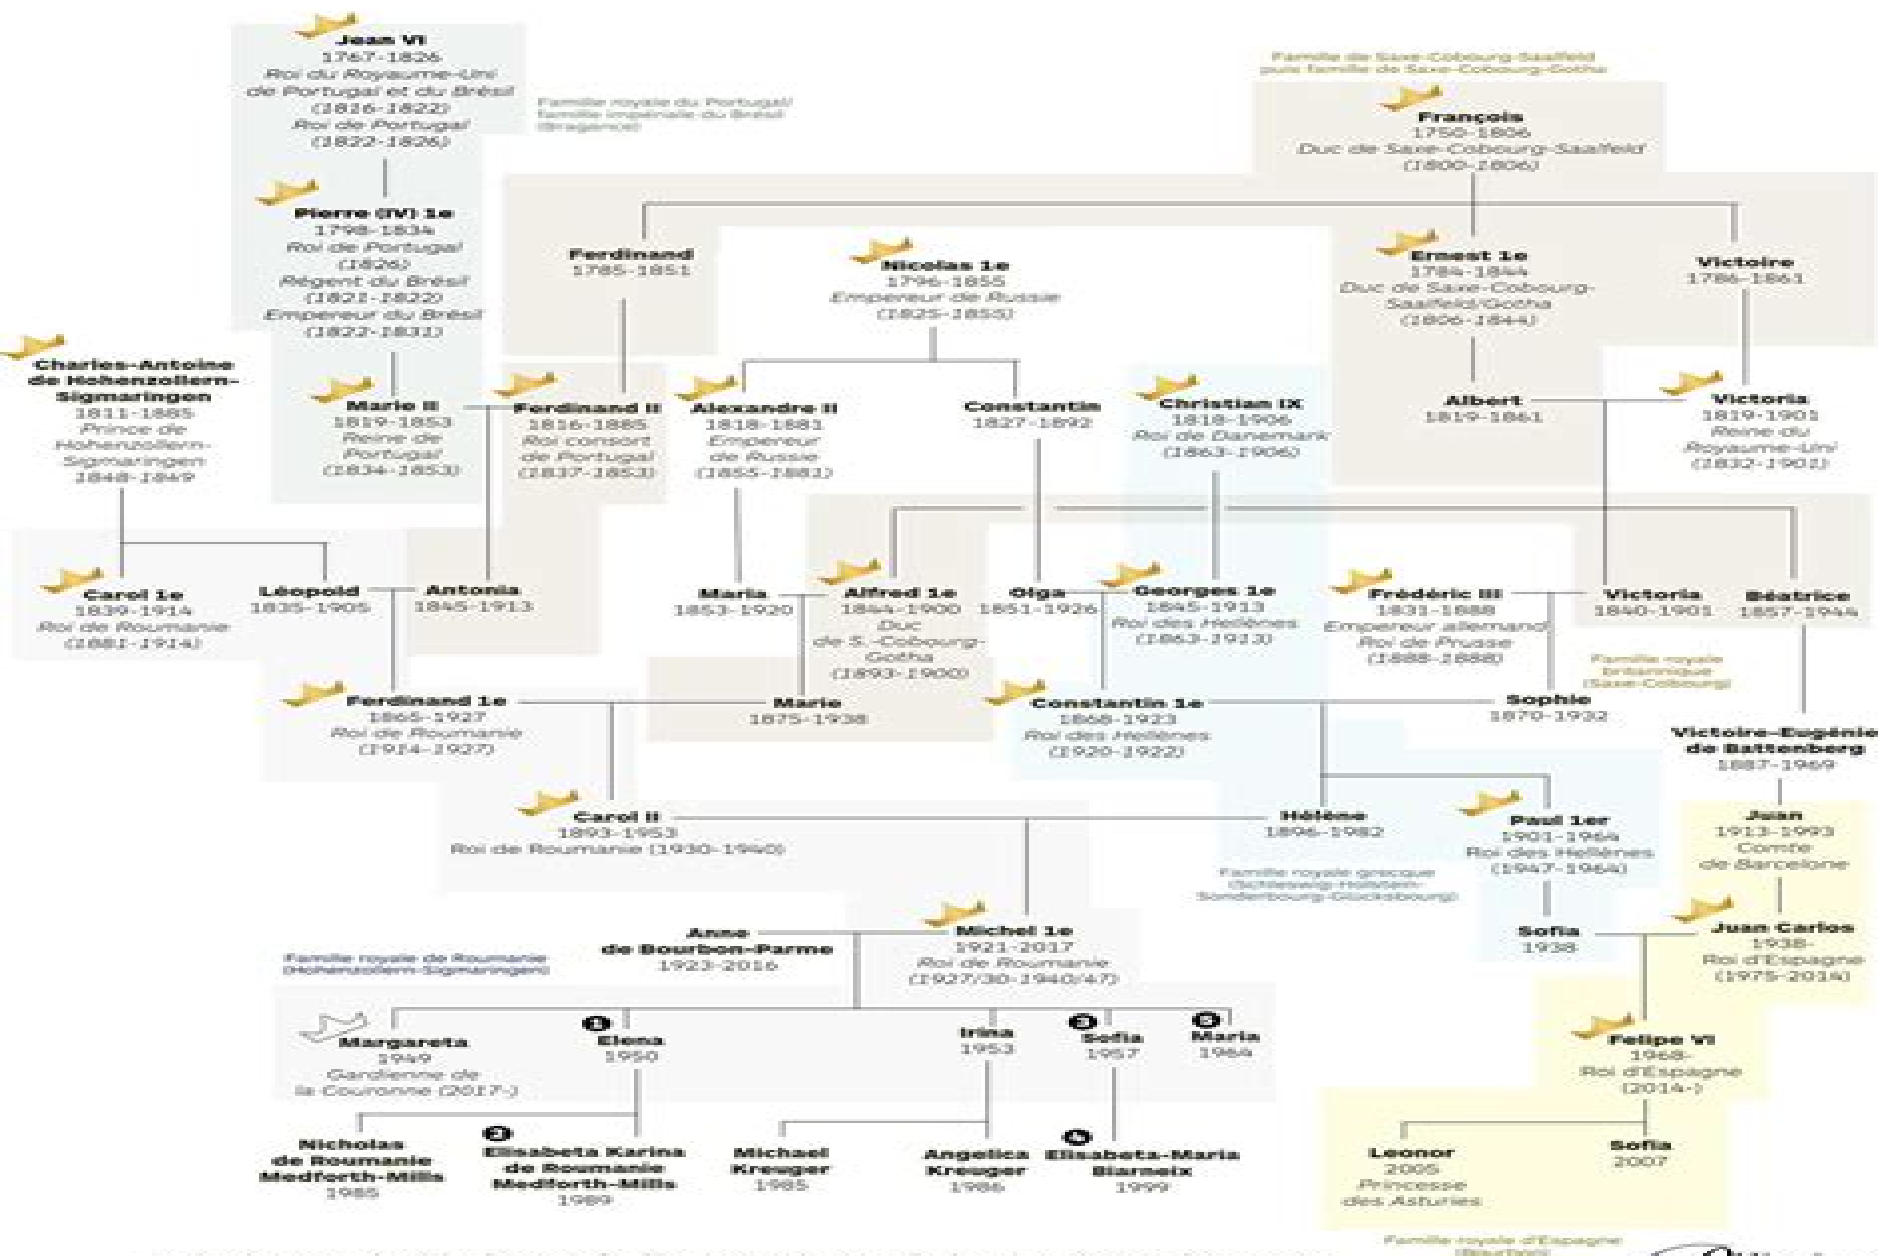 Jean VI
1767-1826
Roi du Royaume-Uni
de Portugal et du Brésil
(1816-1822)
Roi de Portugal
(1822-1826)
Famille royale du Portugal/
famille impériale du Brésil
(Bragance)
Famille de Saxe-Cobourg-Saalfeld
puis famille de Saxe-Cobourg-Gotha
François
1750-1806
Duc de Saxe-Cobourg-Saalfeld
(1800-1806)
Pierre (IV) 1e
1798-1834
Roi de Portugal
(1826)
Régent du Brésil
(1821-1822)
Empereur du Brésil
(1822-1831)
Ferdinand
1785-1851
Nicolas 1e
1796-1855
Empereur de Russie
(1825-1855)
Ernest 1e
1784-1844
Duc de Saxe-Cobourg-
Saalfeld/Gotha
(1806-1844)
Victoire
1786-1861
Charles-Antoine
de Hohenzollern-
Sigmaringen
1811-1885
Prince de
Hohenzollern-
Sigmaringen
1848-1849
Marie II
1819-1853
Reine de
Portugal
(1834-1853)
Ferdinand II
1816-1885
Roi consort
de Portugal
(1837-1853)
Alexandre II
1818-1881
Empereur
de Russie
(1855-1881)
Constantin
1827-1892
Christian IX
1818-1906
Roi de Danemark
(1863-1906)
Albert
1819-1861
Victoria
1819-1901
Reine du
Royaume-Uni
(1832-1901)
Carol 1e
1839-1914
Roi de Roumanie
(1881-1914)
Léopold
1835-1905
Antonia
1845-1913
Maria
1853-1920
Alfred 1e
1844-1900
Duc
de S.-Cobourg-
Gotha
(1893-1900)
Olga
1851-1926
Georges 1e
1845-1913
Roi des Hellènes
(1863-1913)
Frédéric III
1831-1888
Empereur allemand
Roi de Prusse
(1888-1888)
Victoria
1840-1901
Béatrice
1857-1944
Famille royale
britannique
(Saxe-Cobourg)
Ferdinand 1e
1865-1927
Roi de Roumanie
(1914-1927)
Marie
1875-1938
Constantin 1e
1868-1923
Roi des Hellènes
(1920-1922)
Sophie
1870-1932
Victoire-Eugénie
de Battenberg
1887-1969
Carol II
1893-1953
Roi de Roumanie (1930-1940)
Hélène
1896-1982
Paul 1er
1901-1964
Roi des Hellènes
(1947-1964)
Juan
1913-1993
Comte
de Barcelone
Famille royale grecque
(Schleswig-Holstein-
Sonderbourg-Glücksbourg)
Anne
de Bourbon-Parme
1923-2016
Michel 1e
1921-2017
Roi de Roumanie
(1927/30-1940/47)
Sofia
1938
Juan Carlos
1938-
Roi d'Espagne
(1975-2014)
Famille royale de Roumanie
(Hohenzollern-Sigmaringen)
Margareta
1949
Gardienne de
la Couronne (2017-)
1
Elena
1950
Irina
1953
3
Sofia
1957
5
Maria
1964
Felipe VI
1968-
Roi d'Espagne
(2014-)
Nicholas
de Roumanie
Medforth-Mills
1985
2
Elisabeta Karina
de Roumanie
Medforth-Mills
1989
Michael
Kreuger
1985
Angelica
Kreuger
1986
4
Elisabeta-Maria
Biarneix
1999
Leonor
2005
Princesse
des Asturies
Sofia
2007
Famille royale d'Espagne
(Bourbon)